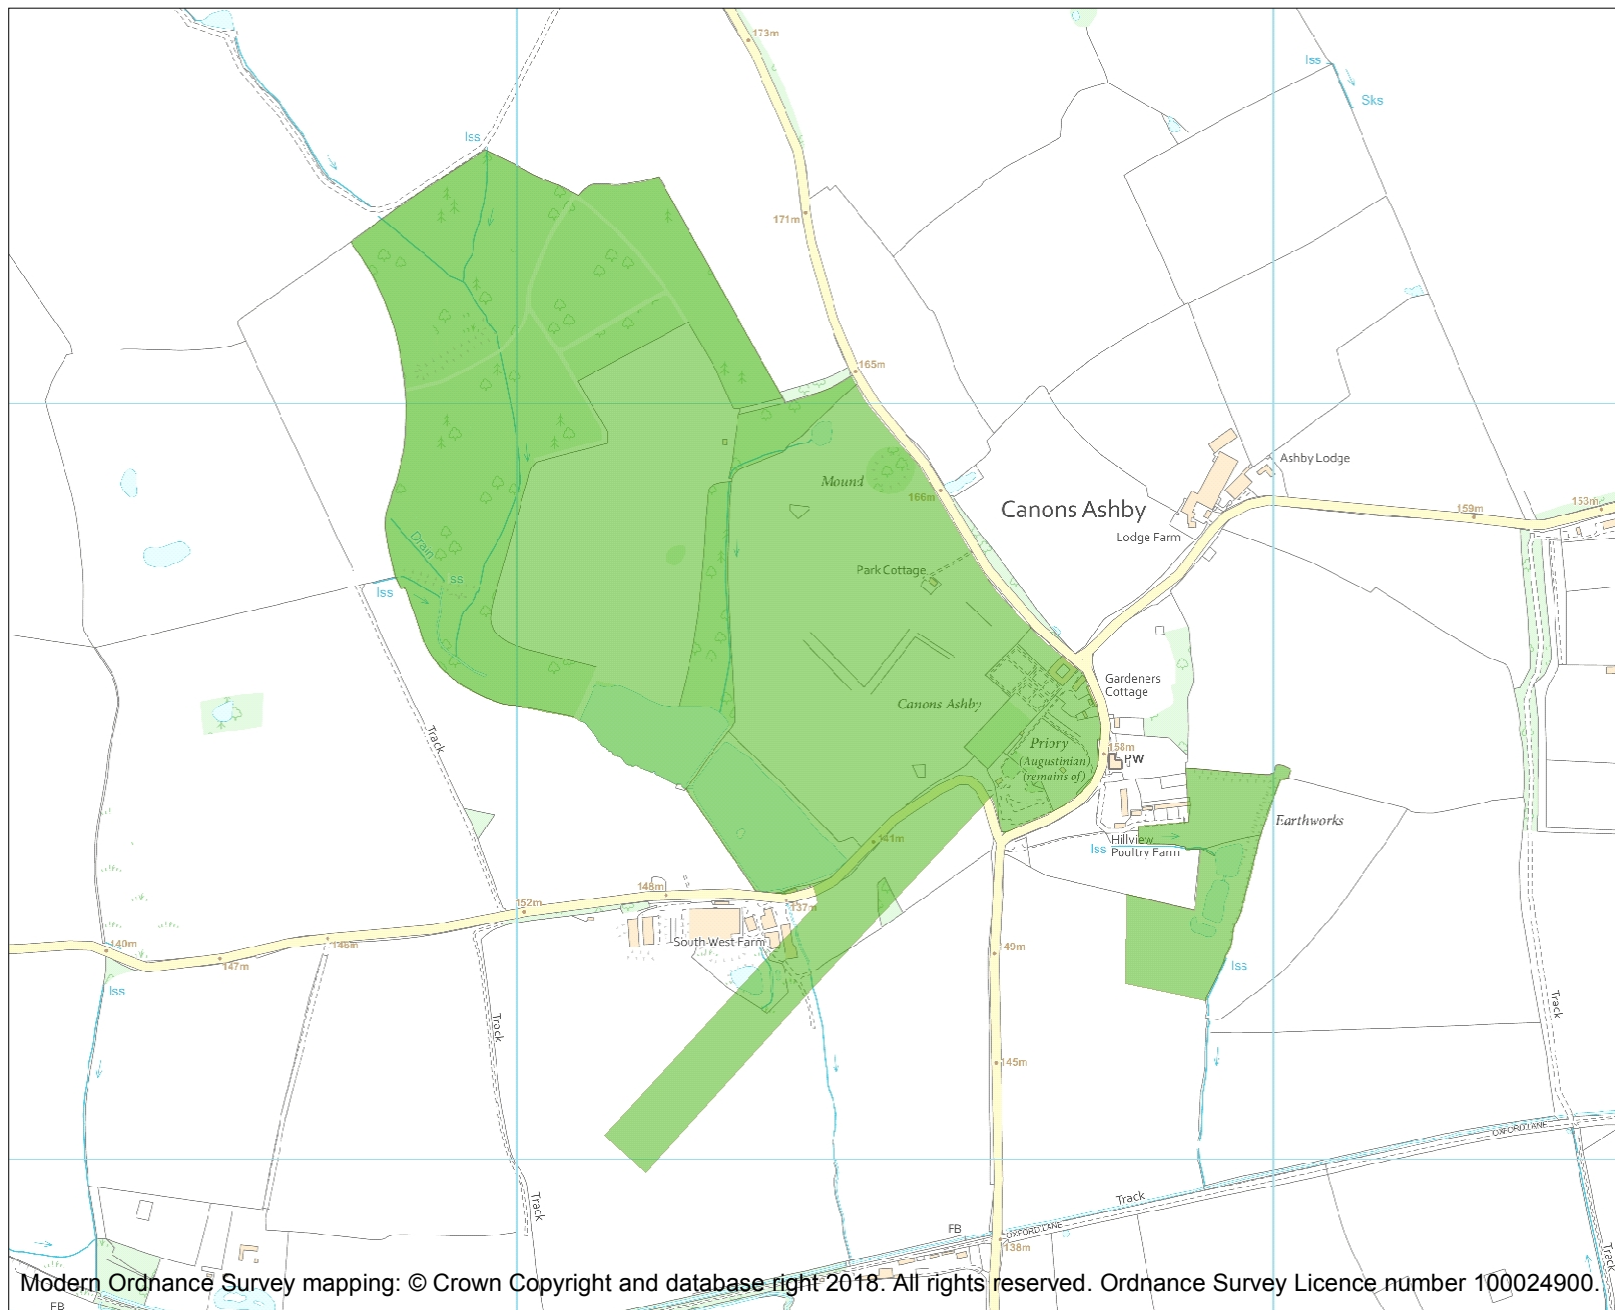 173m
Iss
Sks
Iss
171m
165m
Ashby Lodge
Mound
166m
Canons Ashby
159m
153m
Lodge Farm
Drain
Park Cottage
ss
Iss
Gardeners
Cottage
Canons Ashby
Track
Priory
(Augustinian)
(remains of)
158m
PW
Earthworks
141m
Hillview
Poultry Farm
Iss
148m
152m
137m
140m
146m
147m
South West Farm
49m
Iss
Iss
Track
Track
145m
OXFORD LANE
Track
Track
FB
OXFORD LANE
138m
Track
Modern Ordnance Survey mapping: © Crown Copyright and database right 2018. All rights reserved. Ordnance Survey Licence number 100024900.
FB